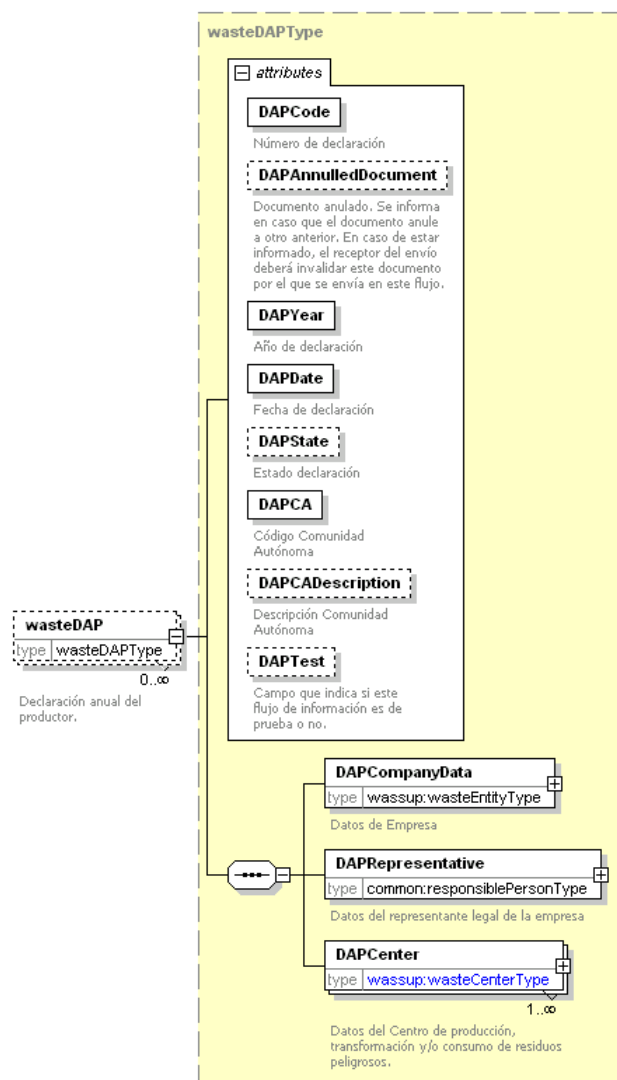 wasteDAPType
attributes
DAPCode
Número de declaración
DAPAnnulledDocument
Documento anulado. Se informa
en caso que el documento anule
a otro anterior. En caso de estar
informado, el receptor del envío
deberá invalidar este documento
por el que se envía en este flujo.
DAPYear
Año de declaración
DAPDate
Fecha de declaración
DAPState
Estado declaración
DAPCA
Código Comunidad
Autónoma
DAPCADescription
Descripción Comunidad
Autónoma
DAPTest
Campo que indica si este
flujo de información es de
prueba o no.
wasteDAP
type wasteDAPType
0..∞
Declaración anual del
productor.
DAPCompanyData
type wassup:wasteEntityType
Datos de Empresa
DAPRepresentative
type common:responsiblePersonType
Datos del representante legal de la empresa
DAPCenter
type wassup:wasteCenterType
1..∞
Datos del Centro de producción,
transformación y/o consumo de residuos
peligrosos.